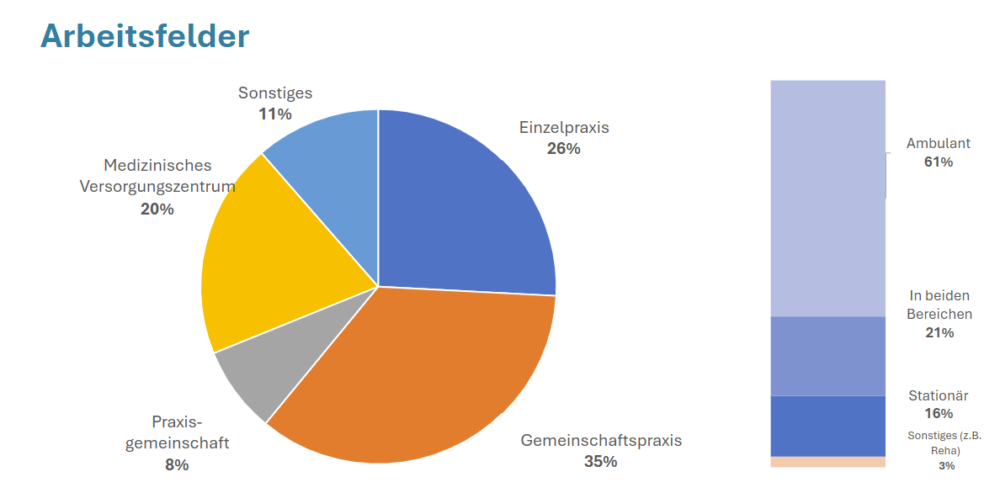 Arbeitsfelder
Sonstiges
11%
Einzelpraxis
26%
Medizinisches
Versorgungszentrum
20%
Praxis-
gemeinschaft
8%
Gemeinschaftspraxis
35%
Ambulant
61%
In beiden
Bereichen
21%
Stationär
16%
Sonstiges (z.B.
Reha)
3%